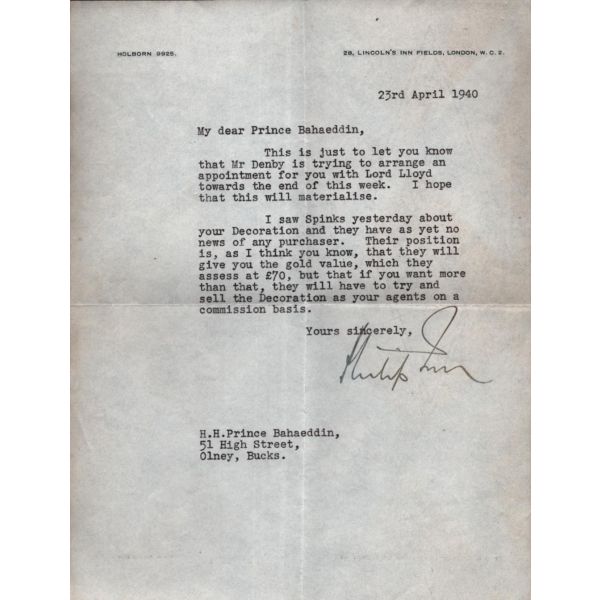 HOLBORN 9925.
28, LINCOLN'S INN FIELDS, LONDON, W.C.2.
23rd April 1940
My dear Prince Bahaeddin,
This is just to let you know
that Mr Denby is trying to arrange an
appointment for you with Lord Lloyd
towards the end of this week. I hope
that this will materialise.
I saw Spinks yesterday about
your Decoration and they have as yet no
news of any purchaser. Their position
is, as I think you know, that they will
give you the gold value, which they
assess at £70, but that if you want more
than that, they will have to try and
sell the Decoration as your agents on a
commission basis.
Yours sincerely,
Philip
H.H.Prince Bahaeddin,
51 High Street,
Olney, Bucks.